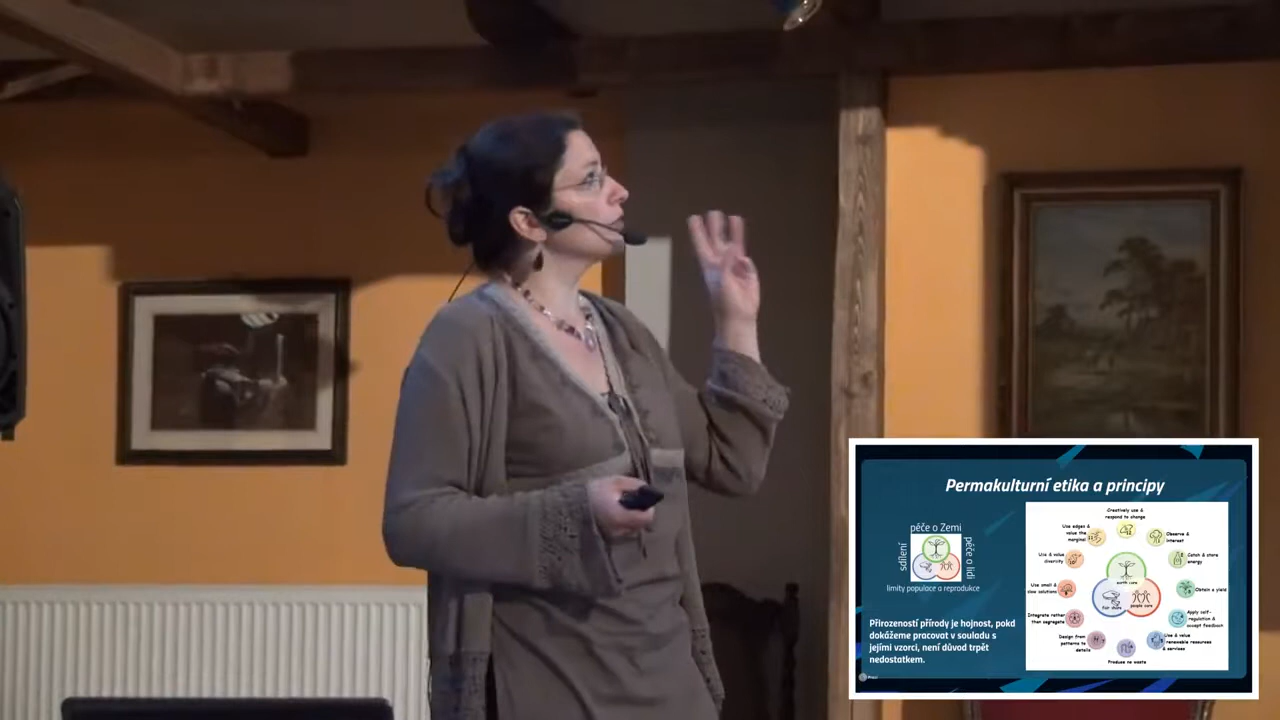 Permakulturní etika a principy
péče o Zemi
sdílení
péče o lidi
limity populace a reprodukce
Přirozeností přírody je hojnost, pokd
dokážeme pracovat v souladu s
jejími vzorci, není důvod trpět
nedostatkem.
Creatively use &
respond to change
Observe &
interest
Catch & store
energy
Obtain a yield
Apply self-
regulation &
accept feedback
Use & value
renewable resources
& services
Produce no waste
Design from
patterns to
details
Integrate rather
than segregate
Use small &
slow solutions
Use & value
diversity
Use edges &
value the
marginal
earth care
fair share
people care